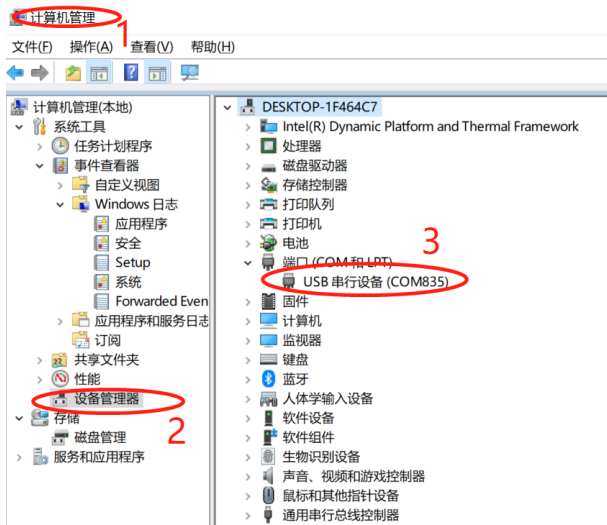 计算机管理
1
文件(F) 操作(A) 查看(V) 帮助(H)
计算机管理(本地)
系统工具
任务计划程序
事件查看器
自定义视图
Windows 日志
应用程序
安全
Setup
系统
Forwarded Even
应用程序和服务日志
订阅
共享文件夹
性能
设备管理器
2
存储
磁盘管理
服务和应用程序
DESKTOP-1F464C7
Intel(R) Dynamic Platform and Thermal Framework
处理器
磁盘驱动器
存储控制器
打印队列
打印机
电池
3
端口 (COM 和 LPT)
USB 串行设备 (COM835)
固件
计算机
监视器
键盘
蓝牙
人体学输入设备
软件设备
软件组件
生物识别设备
声音、视频和游戏控制器
鼠标和其他指针设备
通用串行总线控制器